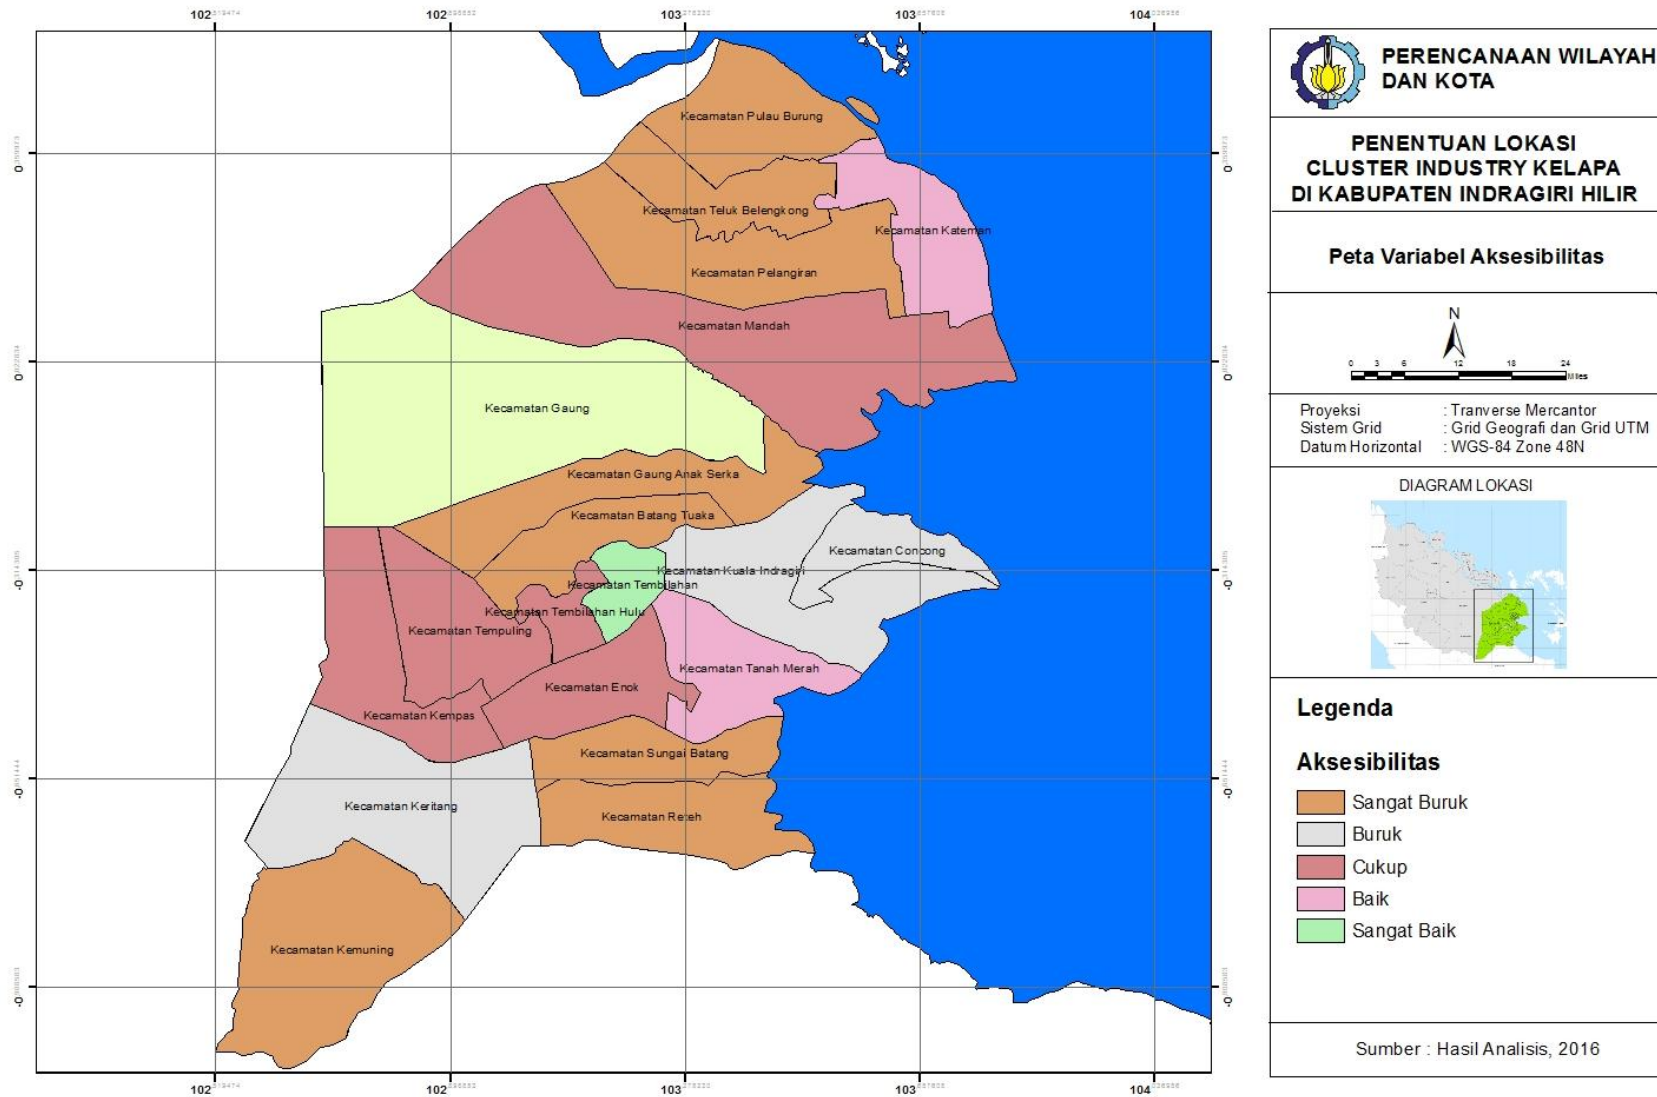 102 102 103 103 104
Kecamatan Pulau Burung
Kecamatan Teluk Belengkong
Kecamatan Kateman
Kecamatan Pelangiran
Kecamatan Mandah
Kecamatan Gaung
Kecamatan Gaung Anak Serka
Kecamatan Batang Tuaka
Kecamatan Concong
Kecamatan Kuala Indragiri
Kecamatan Tembilahan
Kecamatan Tembilahan Hulu
Kecamatan Tempuling
Kecamatan Tanah Merah
Kecamatan Enok
Kecamatan Kempas
Kecamatan Sungai Batang
Kecamatan Keritang
Kecamatan Reteh
Kecamatan Kemuning
102 102 103 103 104
PERENCANAAN WILAYAH
DAN KOTA
PENENTUAN LOKASI
CLUSTER INDUSTRY KELAPA
DI KABUPATEN INDRAGIRI HILIR
Peta Variabel Aksesibilitas
N
0 3 6 12 18 24
Miles
Proyeksi : Tranverse Mercantor
Sistem Grid : Grid Geografi dan Grid UTM
Datum Horizontal : WGS-84 Zone 48N
DIAGRAM LOKASI
Legenda
Aksesibilitas
Sangat Buruk
Buruk
Cukup
Baik
Sangat Baik
Sumber : Hasil Analisis, 2016